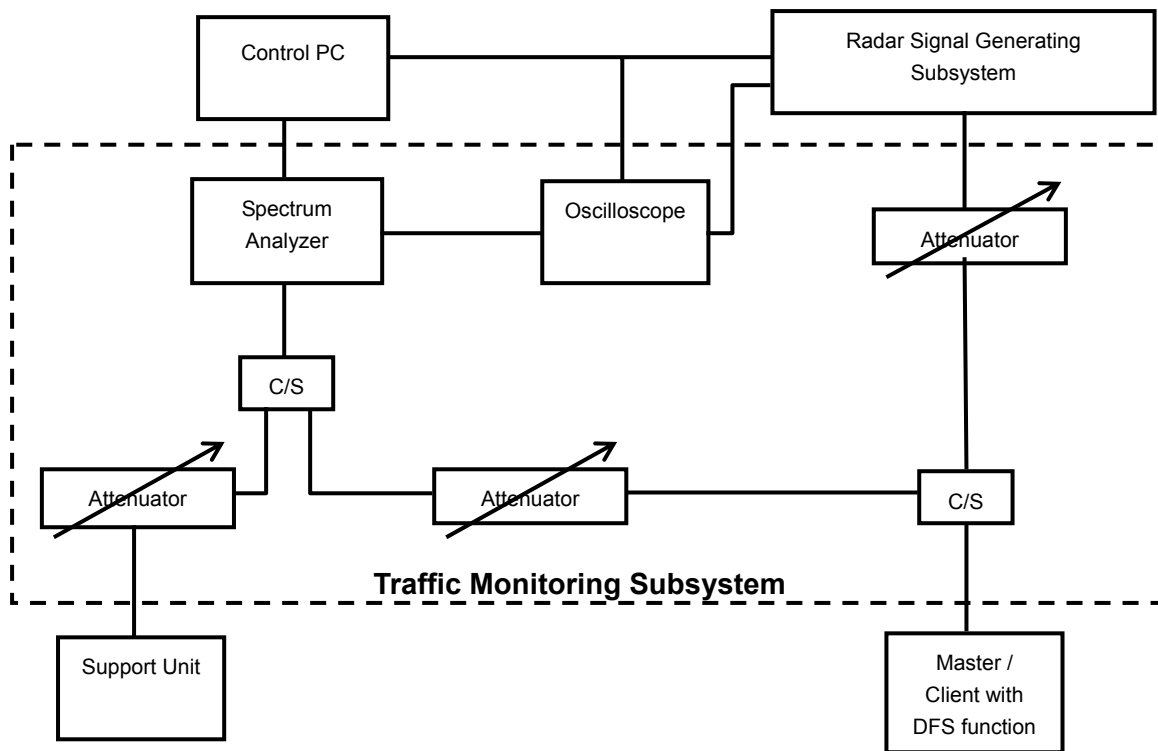 Control PC
Radar Signal Generating
Subsystem
Spectrum
Analyzer
Oscilloscope
Attenuator
C/S
Attenuator
Attenuator
C/S
Traffic Monitoring Subsystem
Support Unit
Master /
Client with
DFS function